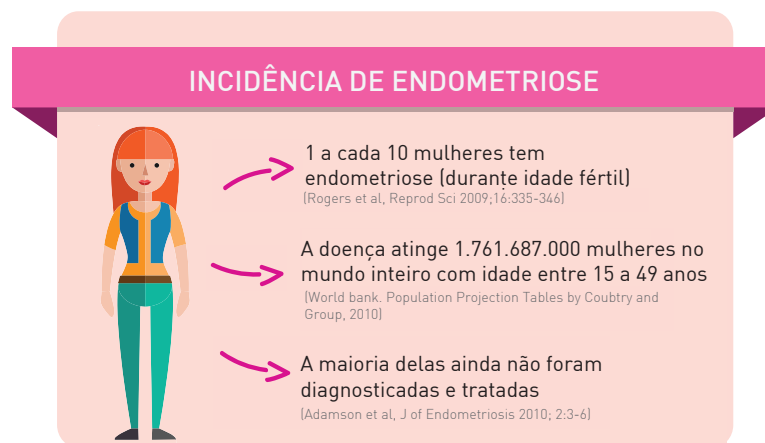 INCIDÊNCIA DE ENDOMETRIOSE
1 a cada 10 mulheres tem
endometriose (durante idade fértil)
(Rogers et al, Reprod Sci 2009;16:335-346)
A doença atinge 1.761.687.000 mulheres no
mundo inteiro com idade entre 15 a 49 anos
(World bank. Population Projection Tables by Coubtry and
Group, 2010)
A maioria delas ainda não foram
diagnosticadas e tratadas
(Adamson et al, J of Endometriosis 2010; 2:3-6)